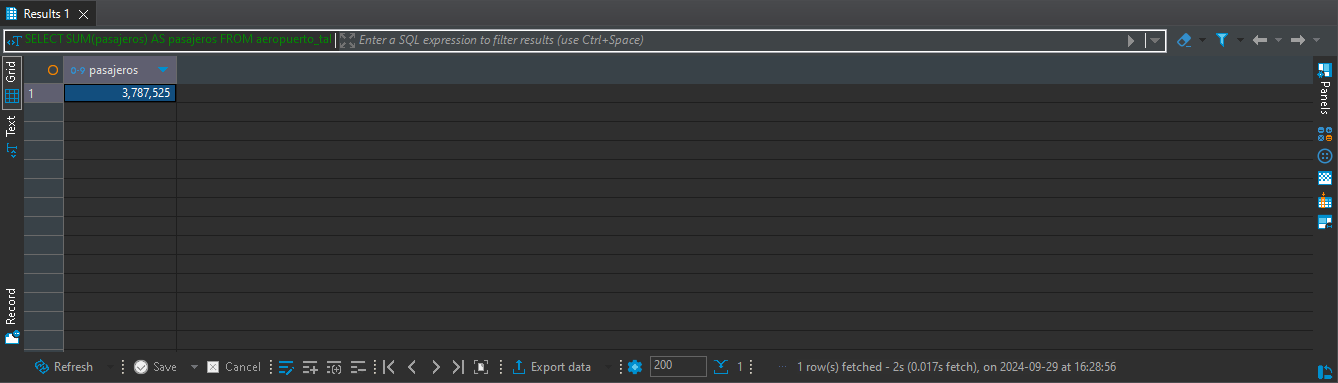 Results 1
SELECT SUM(pasajeros) AS pasajeros FROM aeropuerto_tal
Enter a SQL expression to filter results (use Ctrl+Space)
Grid
Text
Record
pasajeros
1
3,787,525
Panels
Refresh
Save
Cancel
Export data
200
1
1 row(s) fetched - 2s (0.017s fetch), on 2024-09-29 at 16:28:56